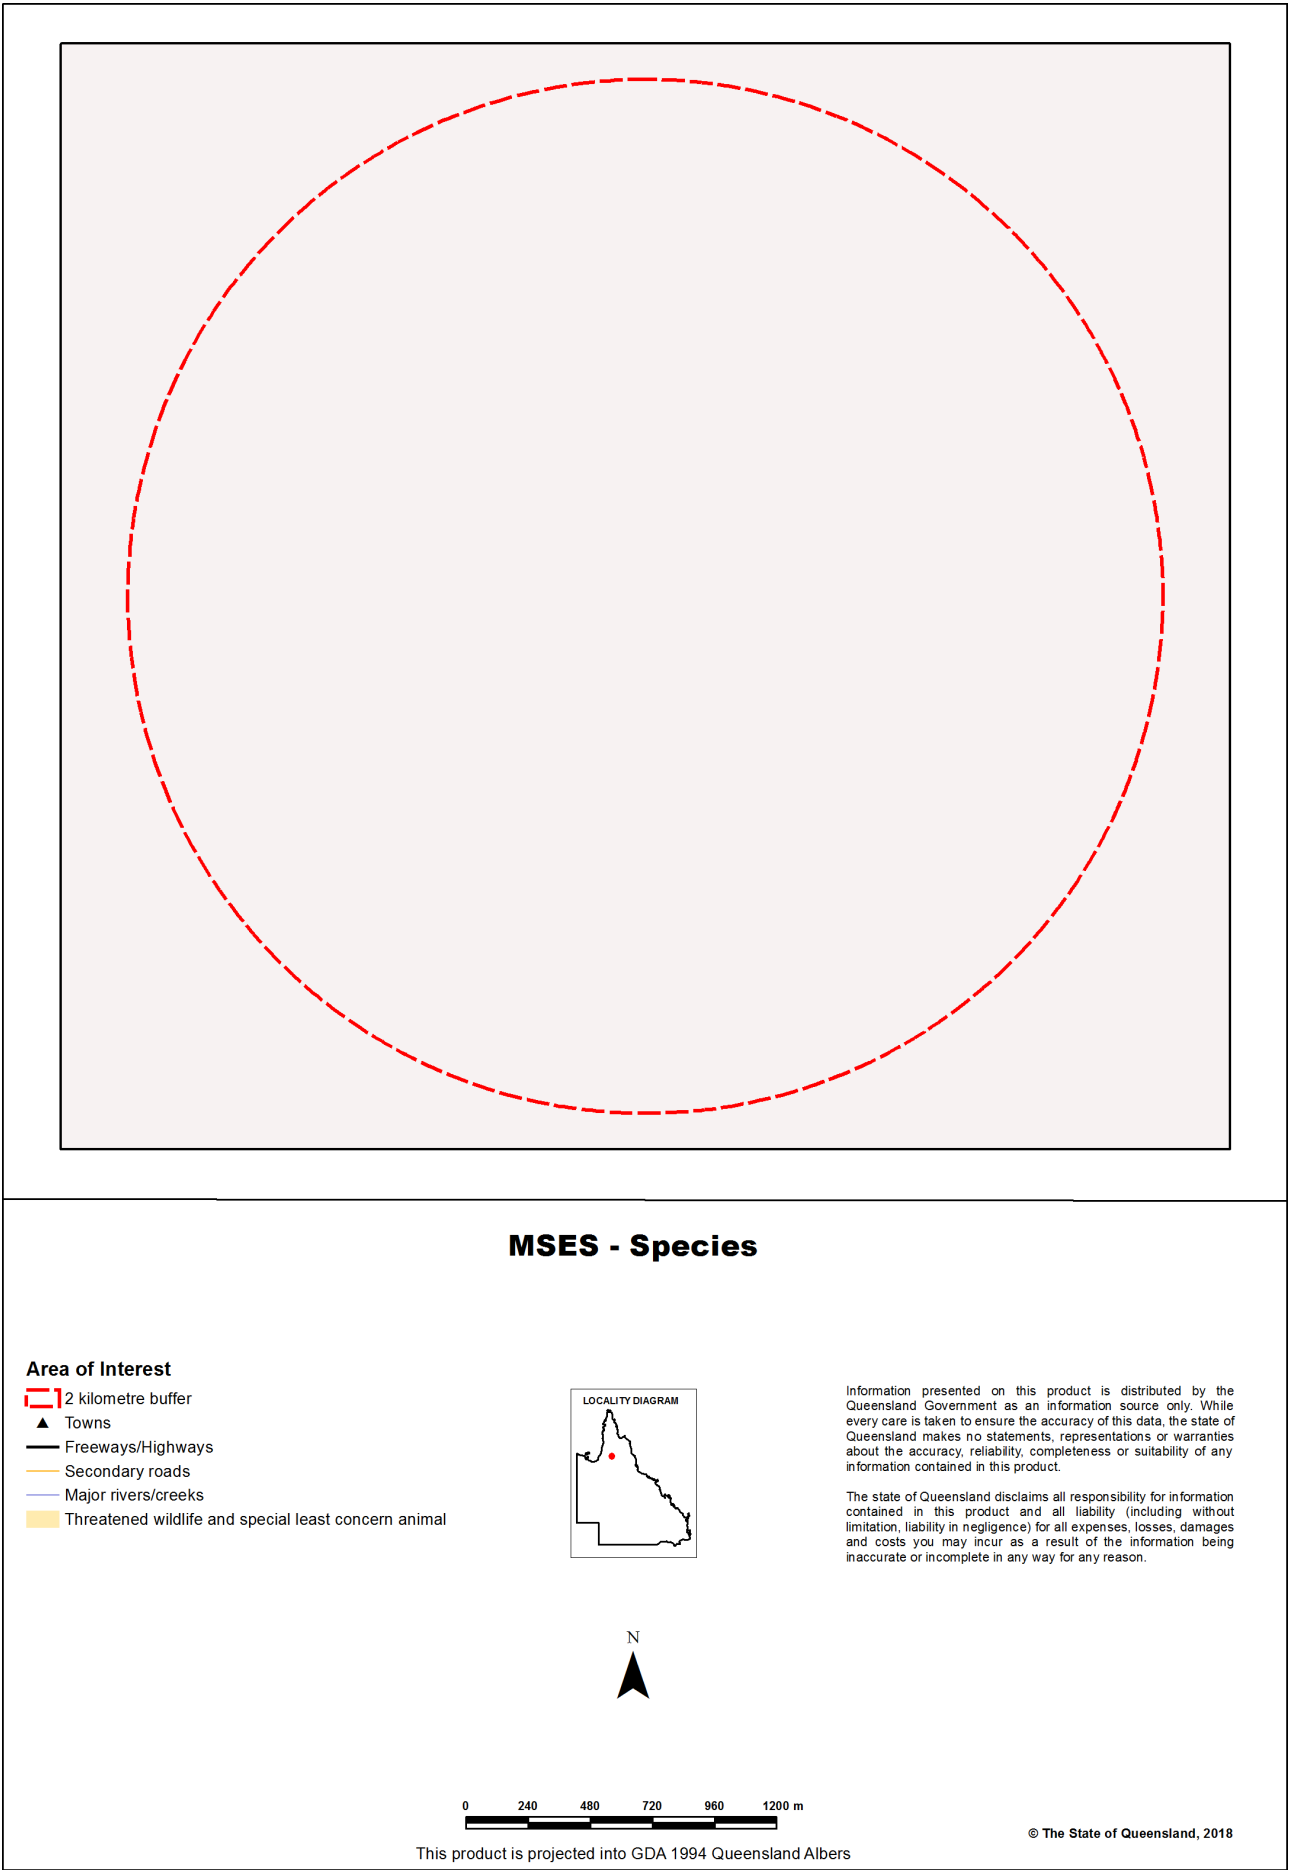 MSES - Species
Area of Interest
2 kilometre buffer
Towns
Freeways/Highways
Secondary roads
Major rivers/creeks
Threatened wildlife and special least concern animal
LOCALITY DIAGRAM
Information presented on this product is distributed by the
Queensland Government as an information source only. While
every care is taken to ensure the accuracy of this data, the state of
Queensland makes no statements, representations or warranties
about the accuracy, reliability, completeness or suitability of any
information contained in this product.
The state of Queensland disclaims all responsibility for information
contained in this product and all liability (including without
limitation, liability in negligence) for all expenses, losses, damages
and costs you may incur as a result of the information being
inaccurate or incomplete in any way for any reason.
N
0 240 480 720 960 1200 m
This product is projected into GDA 1994 Queensland Albers
© The State of Queensland, 2018